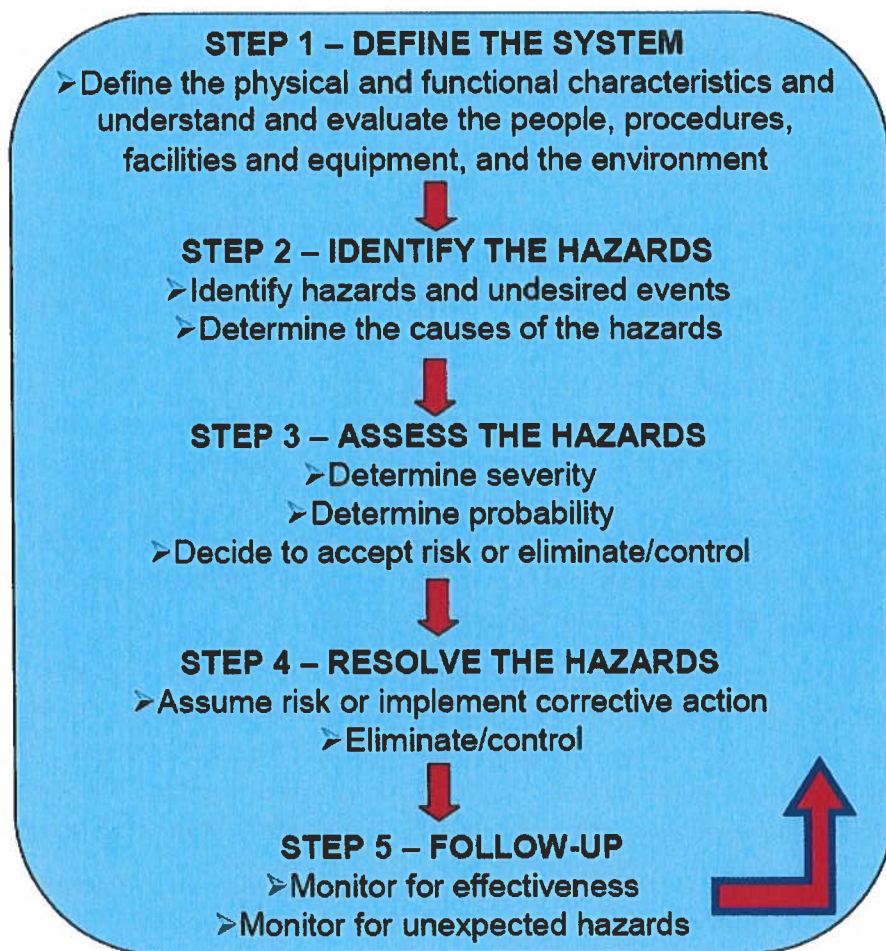 STEP 1 – DEFINE THE SYSTEM
➢Define the physical and functional characteristics and
understand and evaluate the people, procedures,
facilities and equipment, and the environment
STEP 2 – IDENTIFY THE HAZARDS
➢Identify hazards and undesired events
➢Determine the causes of the hazards
STEP 3 – ASSESS THE HAZARDS
➢Determine severity
➢Determine probability
➢Decide to accept risk or eliminate/control
STEP 4 – RESOLVE THE HAZARDS
➢Assume risk or implement corrective action
➢Eliminate/control
STEP 5 – FOLLOW-UP
➢Monitor for effectiveness
➢Monitor for unexpected hazards